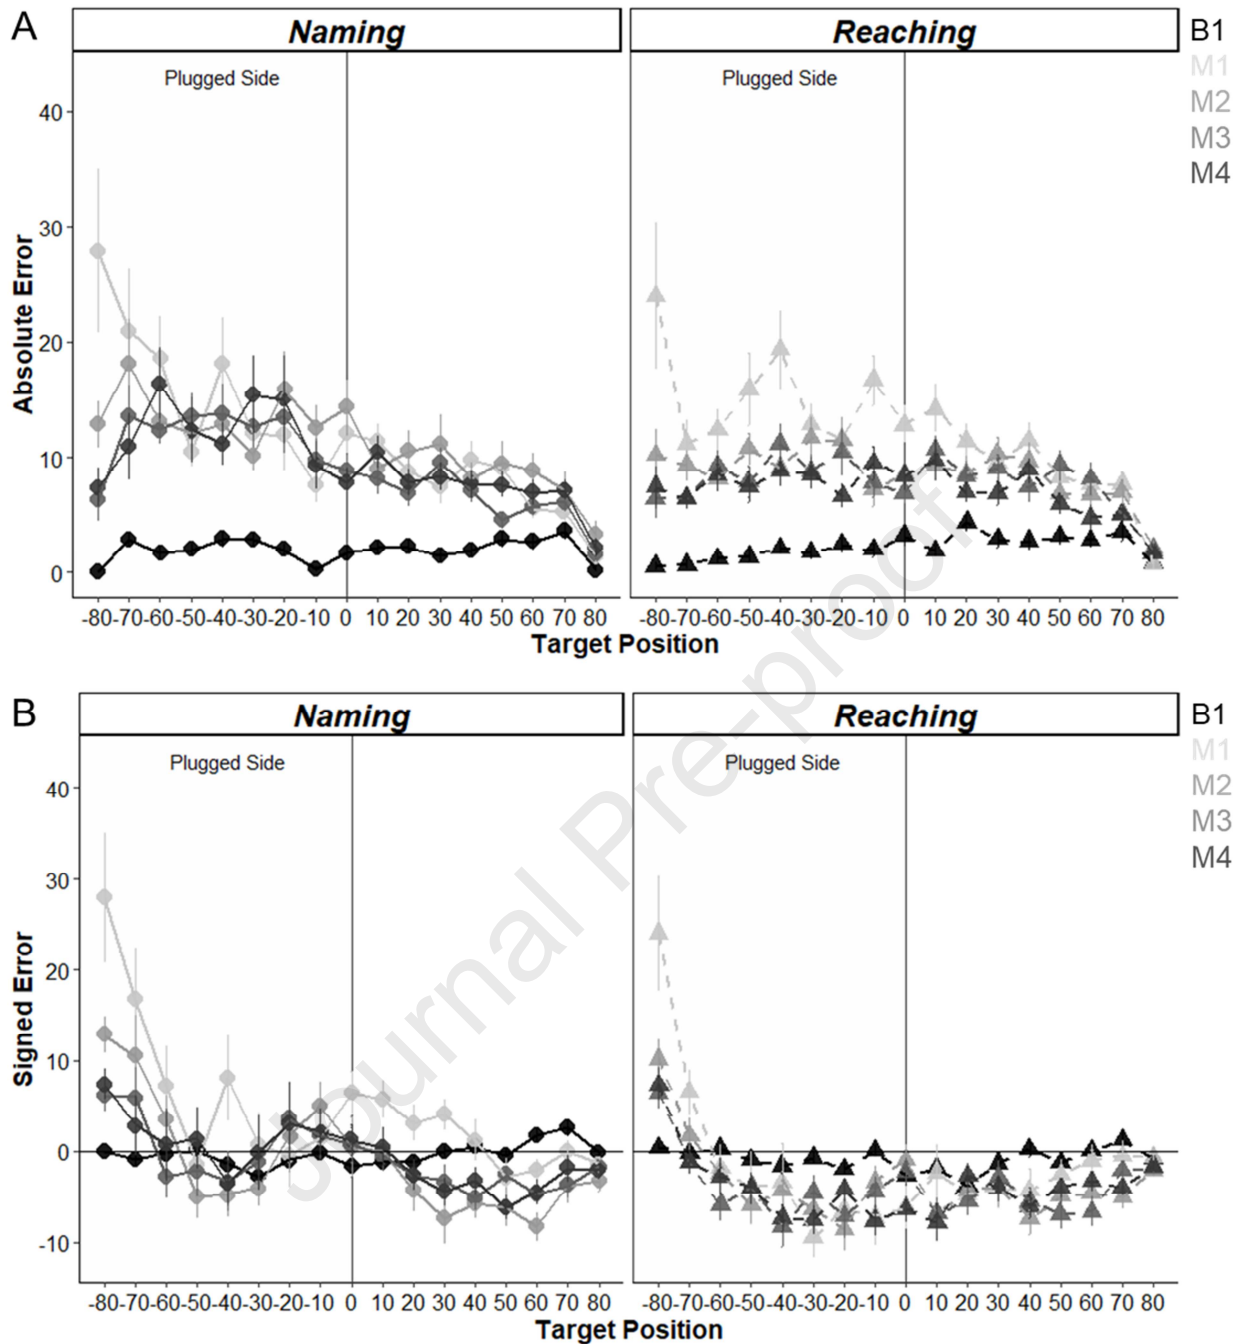 A
Naming
Reaching
B1
M1
M2
M3
M4
Plugged Side
Plugged Side
Absolute Error
40
30
20
10
0
-80-70-60-50-40-30-20-10 0 10 20 30 40 50 60 70 80
-80-70-60-50-40-30-20-10 0 10 20 30 40 50 60 70 80
Target Position
B
Naming
Reaching
B1
M1
M2
M3
M4
Plugged Side
Plugged Side
Signed Error
40
30
20
10
0
-10
-80-70-60-50-40-30-20-10 0 10 20 30 40 50 60 70 80
-80-70-60-50-40-30-20-10 0 10 20 30 40 50 60 70 80
Target Position
Journal Pre-proof